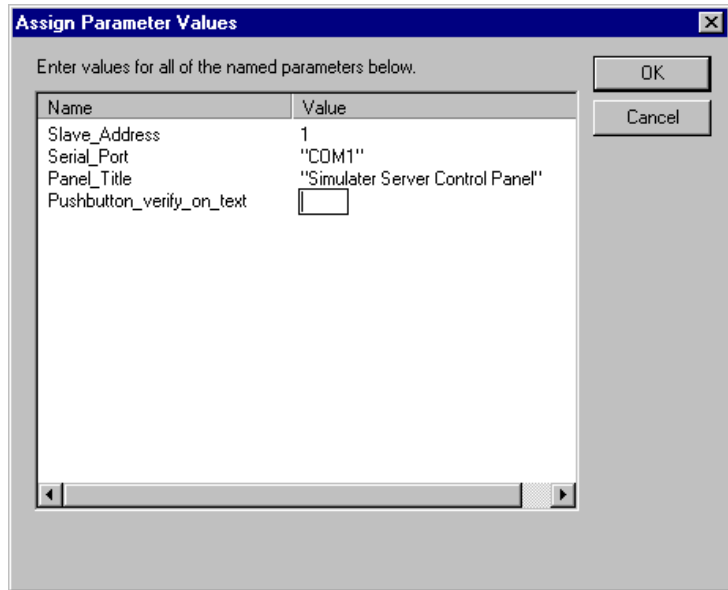 Assign Parameter Values
Enter values for all of the named parameters below.
OK
Cancel
Name Value
Slave_Address 1
Serial_Port "COM1"
Panel_Title "Simulater Server Control Panel"
Pushbutton_verify_on_text